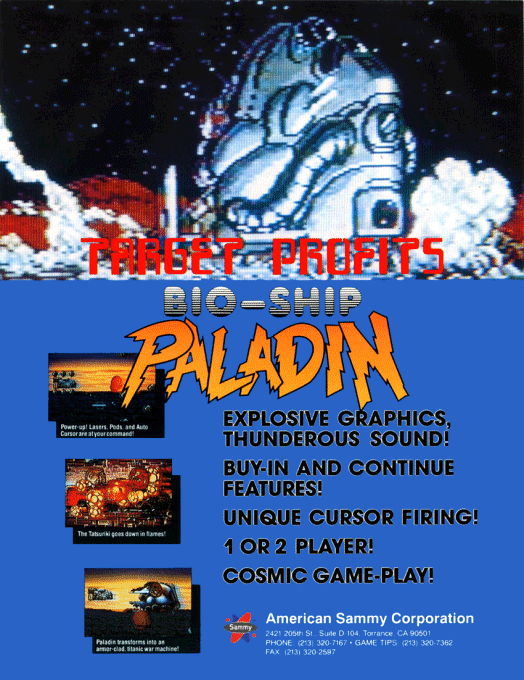 TARGET PROFITS
BIO-SHIP
PALADIN
Power-up! Lasers, Pods, and Auto
Cursor are at your command!
EXPLOSIVE GRAPHICS,
THUNDEROUS SOUND!
BUY-IN AND CONTINUE
FEATURES!
The Tatsuriki goes down in flames!
UNIQUE CURSOR FIRING!
1 OR 2 PLAYER!
COSMIC GAME-PLAY!
Paladin transforms into an
armor-clad, titanic war machine!
Sammy
American Sammy Corporation
2421 205th St., Suite D-104, Torrance, CA 90501
PHONE: (213) 320-7167 • GAME TIPS: (213) 320-7362
FAX: (213) 320-2597